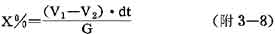 X%=(V₁−V₂)·dt/G （附 3—8）